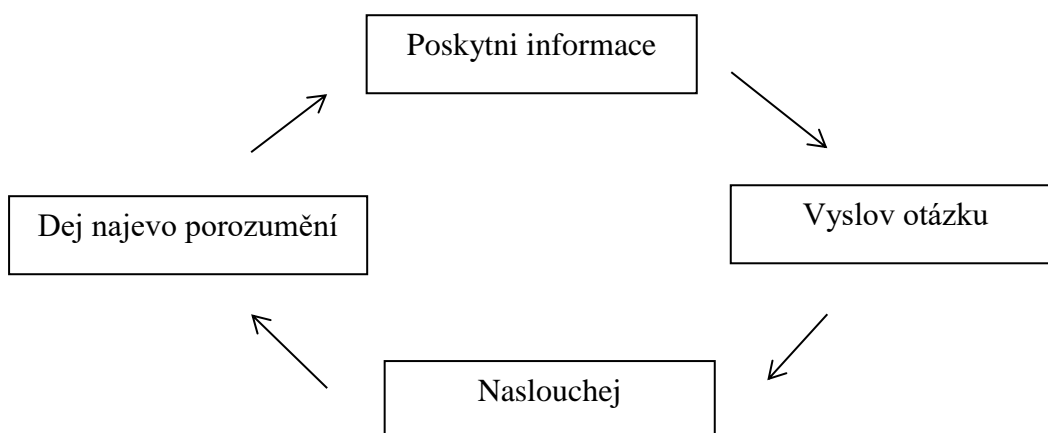 Poskytni informace
Dej najevo porozumění
Vyslov otázku
Naslouchej